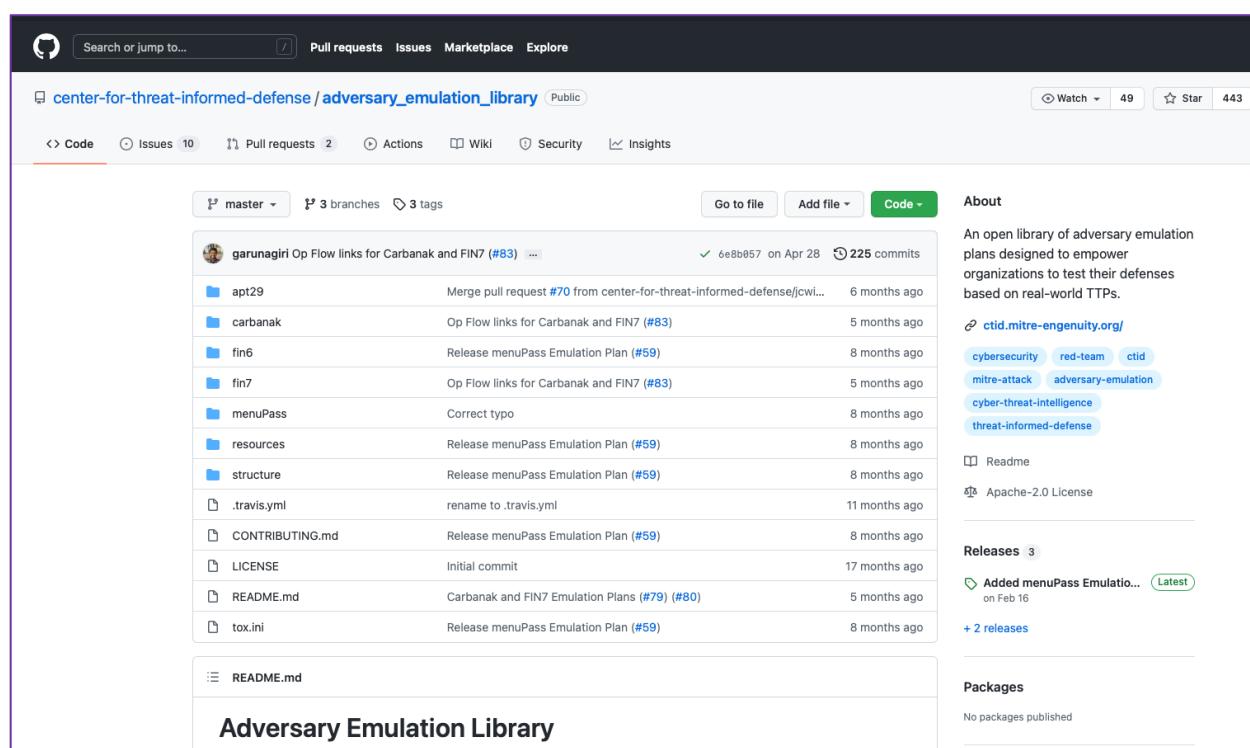 Search or jump to... / Pull requests Issues Marketplace Explore
center-for-threat-informed-defense / adversary_emulation_library Public Watch 49 Star 443
Code Issues 10 Pull requests 2 Actions Wiki Security Insights
master 3 branches 3 tags Go to file Add file Code
garunagiri Op Flow links for Carbanak and FIN7 (#83) ... 6e8b057 on Apr 28 225 commits
apt29 Merge pull request #70 from center-for-threat-informed-defense/jcwi... 6 months ago
carbanak Op Flow links for Carbanak and FIN7 (#83) 5 months ago
fin6 Release menuPass Emulation Plan (#59) 8 months ago
fin7 Op Flow links for Carbanak and FIN7 (#83) 5 months ago
menuPass Correct typo 8 months ago
resources Release menuPass Emulation Plan (#59) 8 months ago
structure Release menuPass Emulation Plan (#59) 8 months ago
.travis.yml rename to .travis.yml 11 months ago
CONTRIBUTING.md Release menuPass Emulation Plan (#59) 8 months ago
LICENSE Initial commit 17 months ago
README.md Carbanak and FIN7 Emulation Plans (#79) (#80) 5 months ago
tox.ini Release menuPass Emulation Plan (#59) 8 months ago
README.md
Adversary Emulation Library
About
An open library of adversary emulation
plans designed to empower
organizations to test their defenses
based on real-world TTPs.
ctid.mitre-engenuity.org/
cybersecurity red-team ctid
mitre-attack adversary-emulation
cyber-threat-intelligence
threat-informed-defense
Readme
Apache-2.0 License
Releases 3
Added menuPass Emulatio... Latest
on Feb 16
+ 2 releases
Packages
No packages published